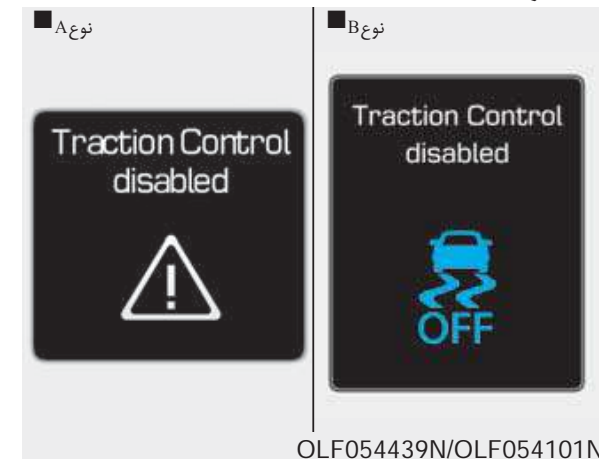 ■ نوعA
Traction Control
disabled
■ نوعB
Traction Control
disabled
OFF
OLF054439N/OLF054101N